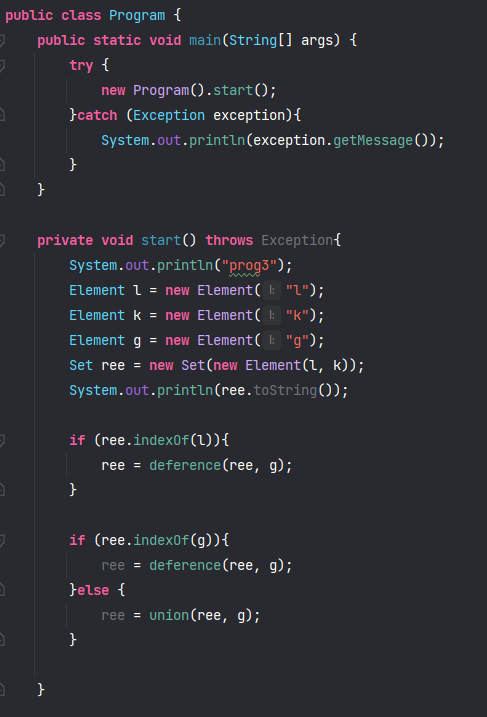 public class Program {
    public static void main(String[] args) {
        try {
            new Program().start();
        }catch (Exception exception){
            System.out.println(exception.getMessage());
        }
    }

    private void start() throws Exception{
        System.out.println("prog3");
        Element l = new Element( l: "l");
        Element k = new Element( l: "k");
        Element g = new Element( l: "g");
        Set ree = new Set(new Element(l, k));
        System.out.println(ree.toString());

        if (ree.indexOf(l)){
            ree = deference(ree, g);
        }

        if (ree.indexOf(g)){
            ree = deference(ree, g);
        }else {
            ree = union(ree, g);
        }

    }